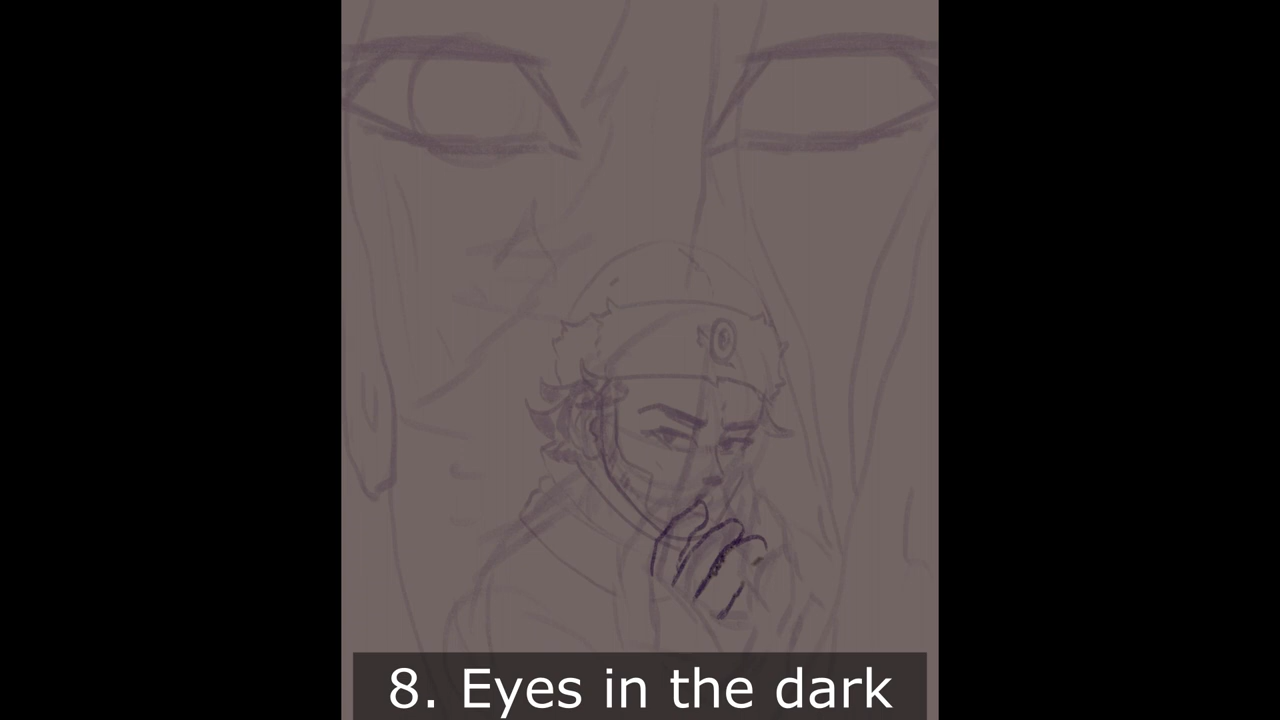 8. Eyes in the dark